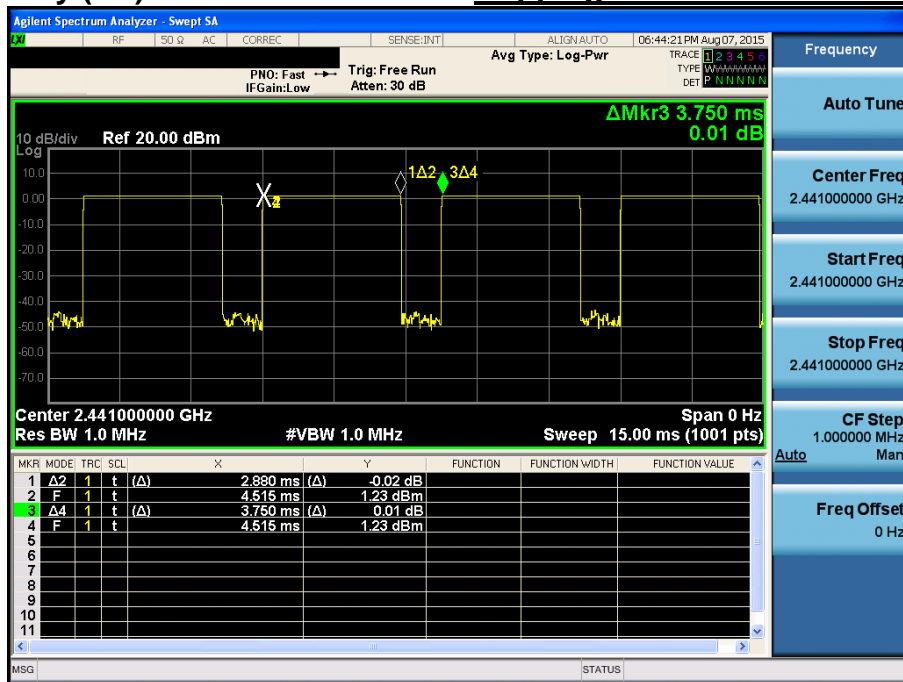 Agilent Spectrum Analyzer - Swept SA
LXI RF 50 Ω AC CORREC SENSE:INT ALIGN AUTO 06:44:21 PM Aug 07, 2015
PNO: Fast IFGain:Low Trig: Free Run Atten: 30 dB Avg Type: Log-Pwr
TRACE 1 2 3 4 5 6
TYPE WWWWWW
DET P N N N N N
ΔMkr3 3.750 ms
0.01 dB
10 dB/div Ref 20.00 dBm
Log
10.0
0.00
-10.0
-20.0
-30.0
-40.0
-50.0
-60.0
-70.0
1Δ2 3Δ4
Center 2.441000000 GHz Span 0 Hz
Res BW 1.0 MHz #VBW 1.0 MHz Sweep 15.00 ms (1001 pts)
MKR MODE TRC SCL X Y FUNCTION FUNCTION WIDTH FUNCTION VALUE
1 Δ2 1 t (Δ) 2.880 ms (Δ) -0.02 dB
2 F 1 t 4.515 ms 1.23 dBm
3 Δ4 1 t (Δ) 3.750 ms (Δ) 0.01 dB
4 F 1 t 4.515 ms 1.23 dBm
5
6
7
8
9
10
11
MSG STATUS
Frequency
Auto Tune
Center Freq
2.441000000 GHz
Start Freq
2.441000000 GHz
Stop Freq
2.441000000 GHz
CF Step
1.000000 MHz
Auto Man
Freq Offset
0 Hz